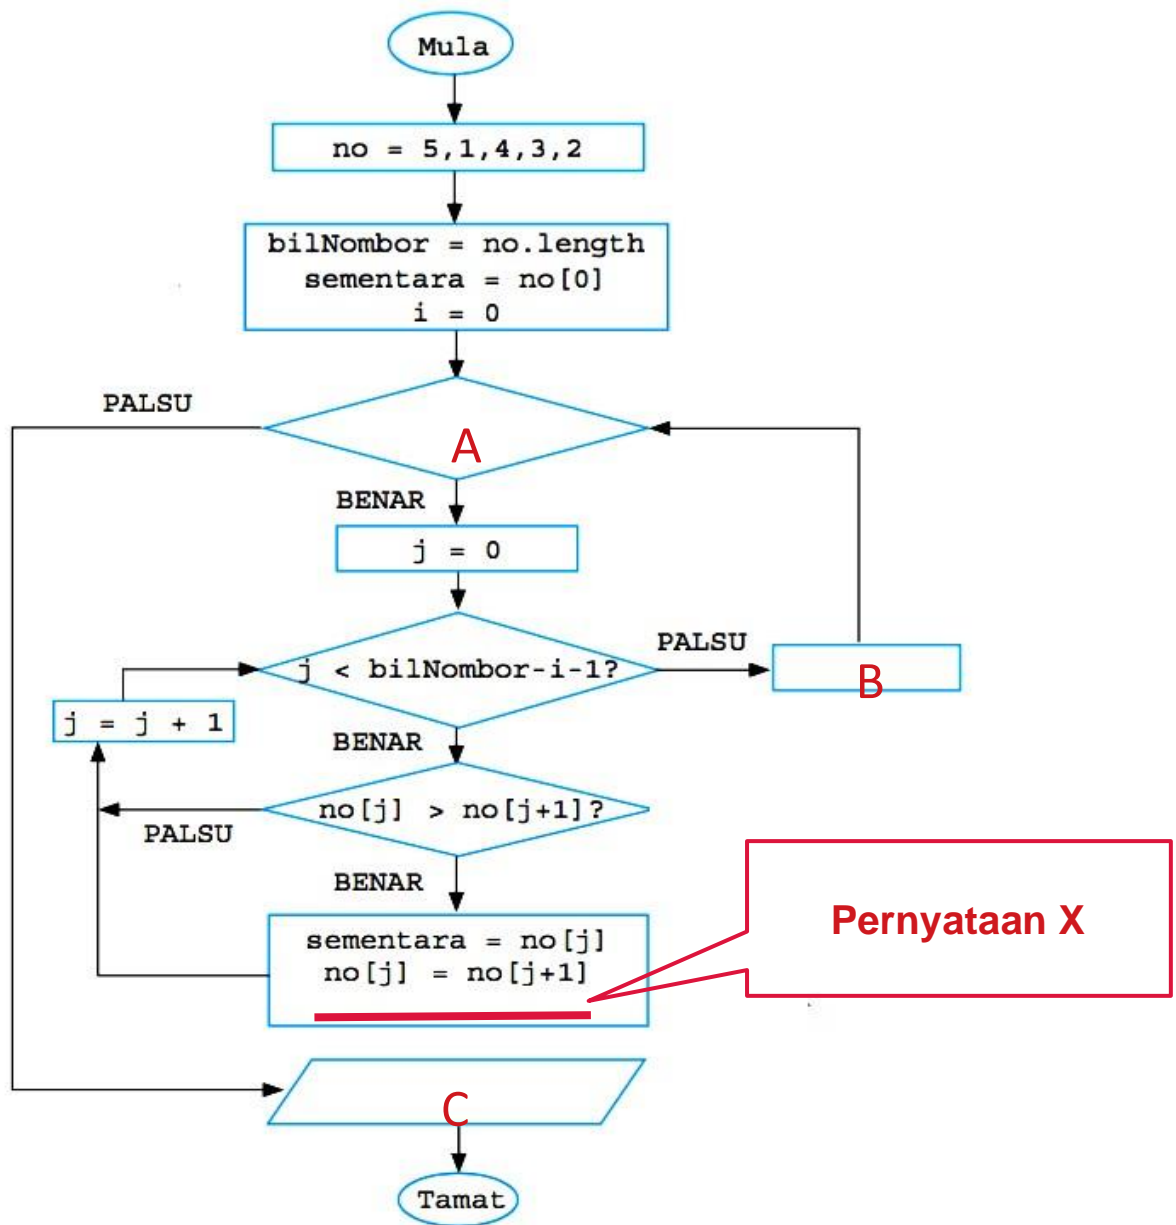 Mula
no = 5,1,4,3,2
bilNombor = no.length
sementara = no[0]
i = 0
PALSU
A
BENAR
j = 0
j < bilNombor-i-1?
PALSU
B
j = j + 1
BENAR
no[j] > no[j+1]?
PALSU
BENAR
sementara = no[j]
no[j] = no[j+1]
Pernyataan X
C
Tamat